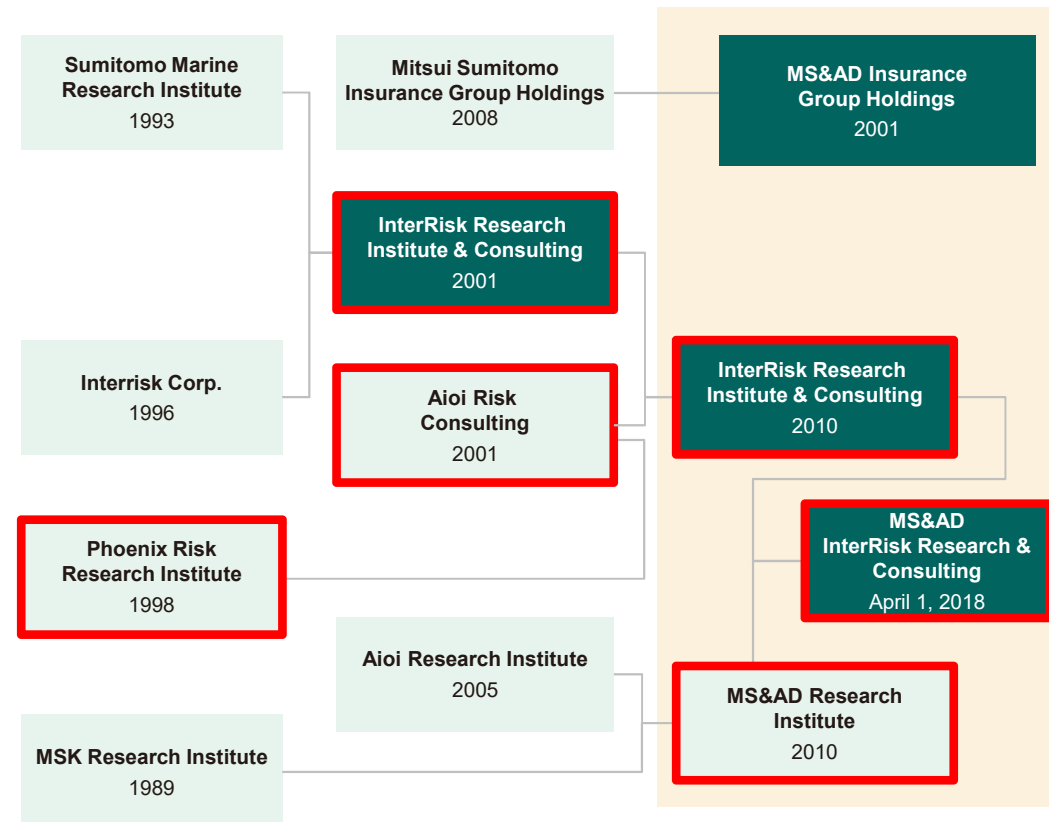 Sumitomo Marine
Research Institute
1993
Mitsui Sumitomo
Insurance Group Holdings
2008
MS&AD Insurance
Group Holdings
2001
InterRisk Research
Institute & Consulting
2001
Interrisk Corp.
1996
Aioi Risk
Consulting
2001
InterRisk Research
Institute & Consulting
2010
Phoenix Risk
Research Institute
1998
MS&AD
InterRisk Research &
Consulting
April 1, 2018
Aioi Research Institute
2005
MS&AD Research
Institute
2010
MSK Research Institute
1989